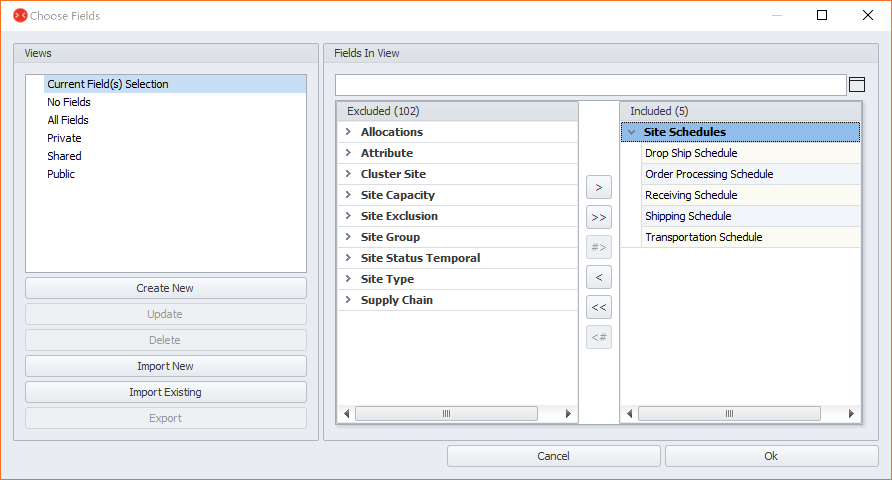 Choose Fields
Views
Current Field(s) Selection
No Fields
All Fields
Private
Shared
Public
Create New
Update
Delete
Import New
Import Existing
Export
Fields In View
Excluded (102)
Allocations
Attribute
Cluster Site
Site Capacity
Site Exclusion
Site Group
Site Status Temporal
Site Type
Supply Chain
>
>>
#>
<
<<
<#
Included (5)
Site Schedules
Drop Ship Schedule
Order Processing Schedule
Receiving Schedule
Shipping Schedule
Transportation Schedule
Cancel
Ok